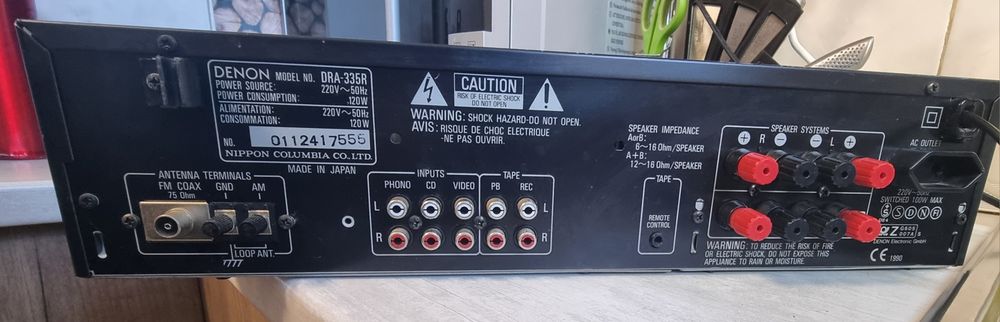 DENON MODEL NO. DRA-335R
POWER SOURCE: 220V~50Hz
POWER CONSUMPTION: 120W
ALIMENTATION: 220V~50Hz
CONSOMMATION: 120W
NO. 0112417555
NIPPON COLUMBIA CO., LTD.
MADE IN JAPAN
CAUTION
RISK OF ELECTRIC SHOCK
DO NOT OPEN
WARNING: SHOCK HAZARD-DO NOT OPEN.
AVIS: RISQUE DE CHOC ELECTRIQUE
-NE PAS OUVRIR.
ANTENNA TERMINALS
FM COAX GND AM
75 Ohm
LOOP ANT.
INPUTS TAPE
PHONO CD VIDEO PB REC
L L
R R
SPEAKER IMPEDANCE
AorB:
6~16 Ohm/SPEAKER
A+B:
12~16 Ohm/SPEAKER
TAPE
REMOTE
CONTROL
SPEAKER SYSTEMS
+ R - - L +
WARNING: TO REDUCE THE RISK OF FIRE
OR ELECTRIC SHOCK, DO NOT EXPOSE THIS
APPLIANCE TO RAIN OR MOISTURE.
AC OUTLET
220V~50Hz
SWITCHED 100W MAX
S D N FI
Z G605
007A S
DENON Electronic GmbH
CE 1990